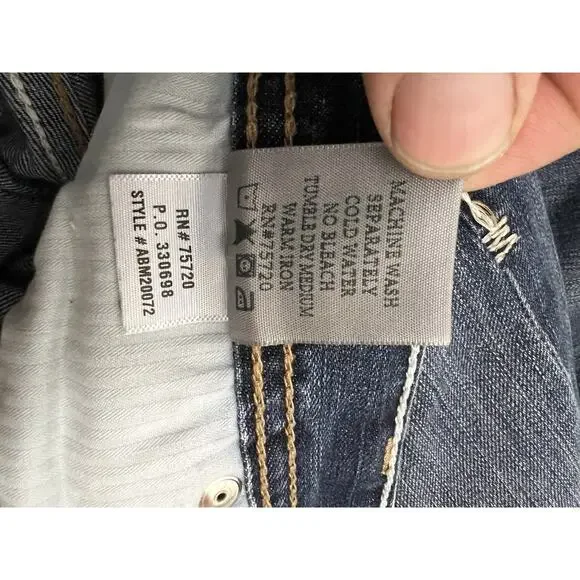 RN# 75720
P.O. 330698
STYLE # ABM20072
MACHINE WASH
SEPARATELY
COLD WATER
NO BLEACH
TUMBLE DRY MEDIUM
WARM IRON
RN#75720